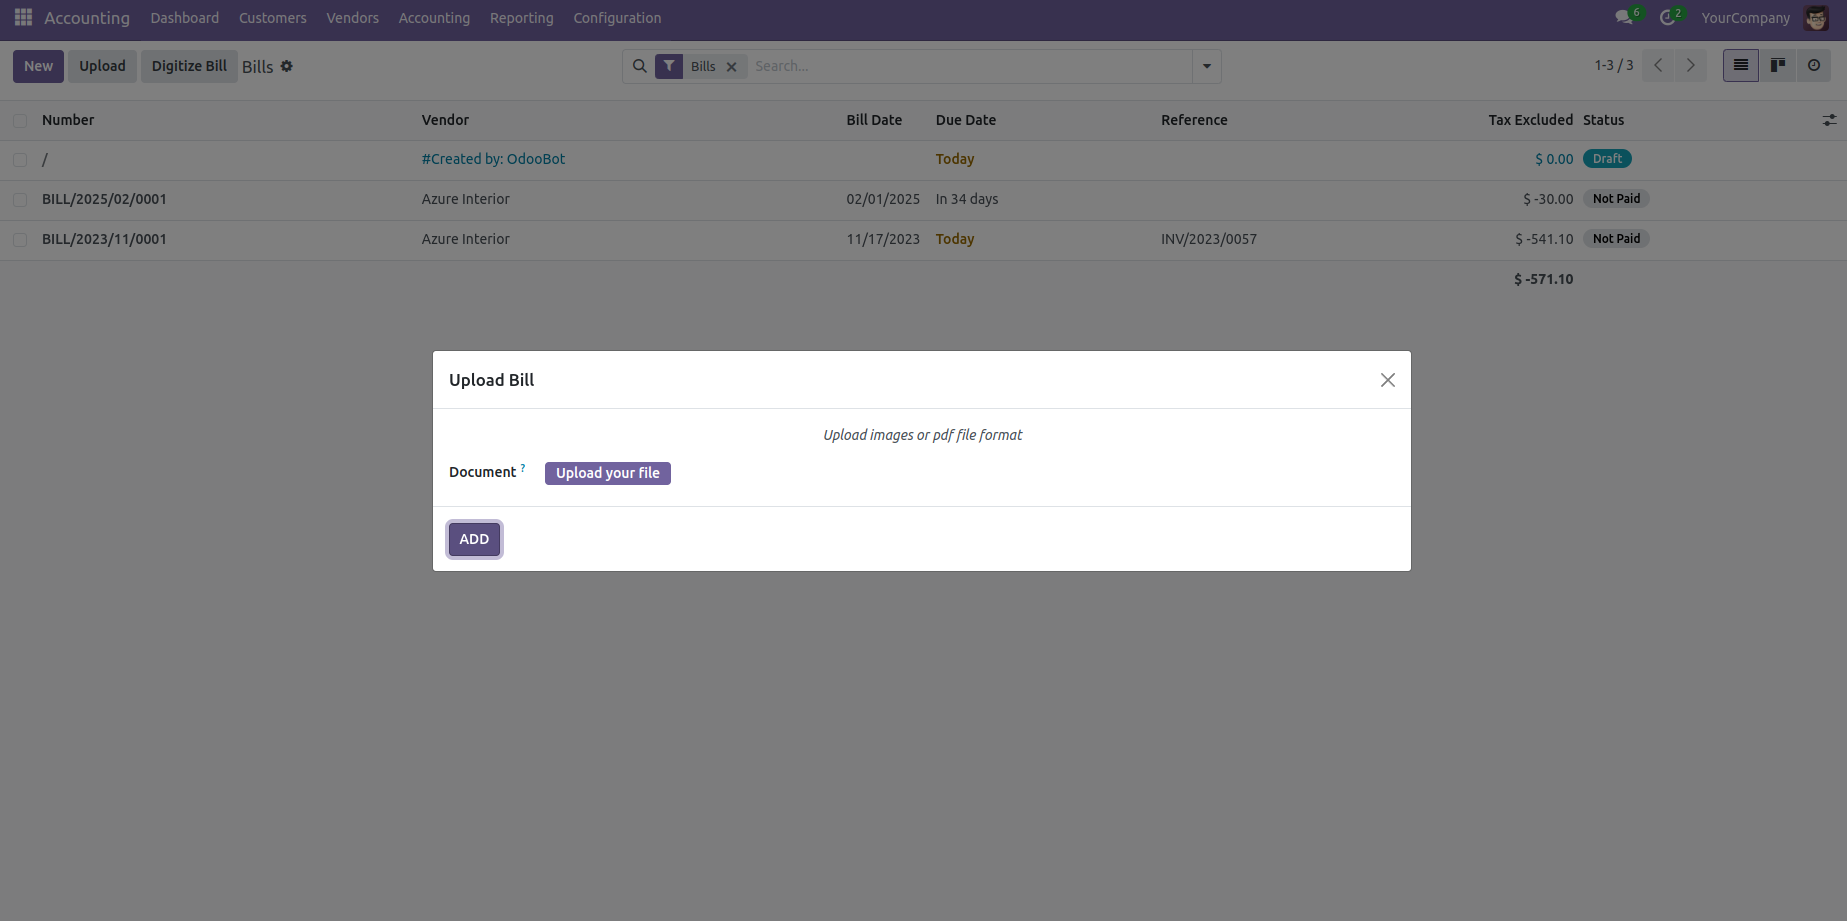 Accounting Dashboard Customers Vendors Accounting Reporting Configuration 6 2 YourCompany
New Upload Digitize Bill Bills Bills Search... 1-3 / 3
Number Vendor Bill Date Due Date Reference Tax Excluded Status
/ #Created by: OdooBot Today $ 0.00 Draft
BILL/2025/02/0001 Azure Interior 02/01/2025 In 34 days $ -30.00 Not Paid
BILL/2023/11/0001 Azure Interior 11/17/2023 Today INV/2023/0057 $ -541.10 Not Paid
$ -571.10
Upload Bill
Upload images or pdf file format
Document ? Upload your file
ADD